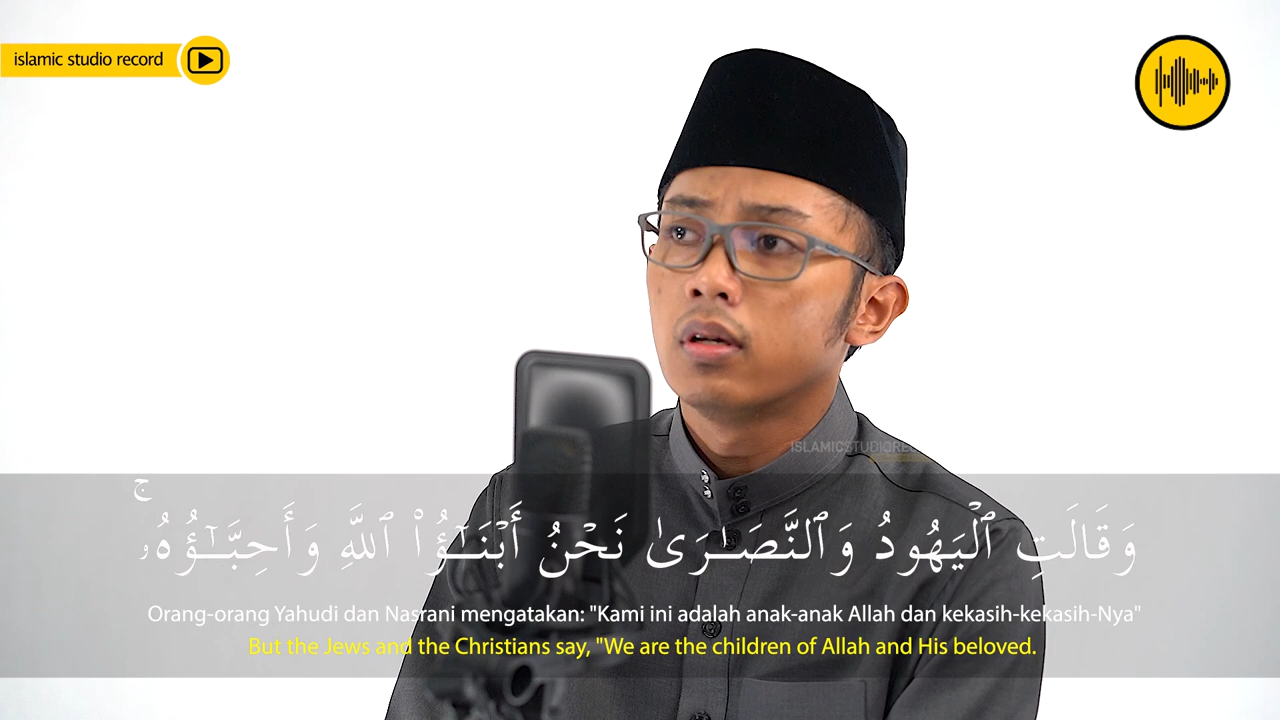 islamic studio record
ISLAMICSTUDIOREC
وَقَالَتِ ٱلْيَهُودُ وَٱلنَّصَـٰرَىٰ نَحْنُ أَبْنَـٰٓؤُا۟ ٱللَّهِ وَأَحِبَّـٰٓؤُهُۥ ۚ
Orang-orang Yahudi dan Nasrani mengatakan: "Kami ini adalah anak-anak Allah dan kekasih-kekasih-Nya"
But the Jews and the Christians say, "We are the children of Allah and His beloved.